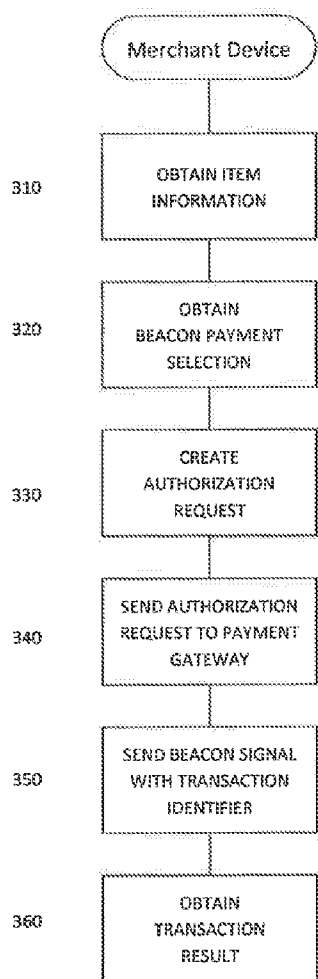 Merchant Device
310
OBTAIN ITEM
INFORMATION
320
OBTAIN
BEACON PAYMENT
SELECTION
330
CREATE
AUTHORIZATION
REQUEST
340
SEND AUTHORIZATION
REQUEST TO PAYMENT
GATEWAY
350
SEND BEACON SIGNAL
WITH TRANSACTION
IDENTIFIER
360
OBTAIN
TRANSACTION
RESULT